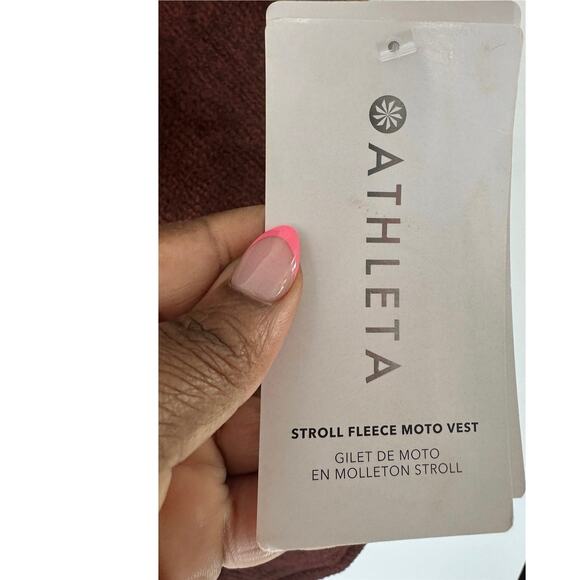 ATHLETA
STROLL FLEECE MOTO VEST
GILET DE MOTO
EN MOLLETON STROLL